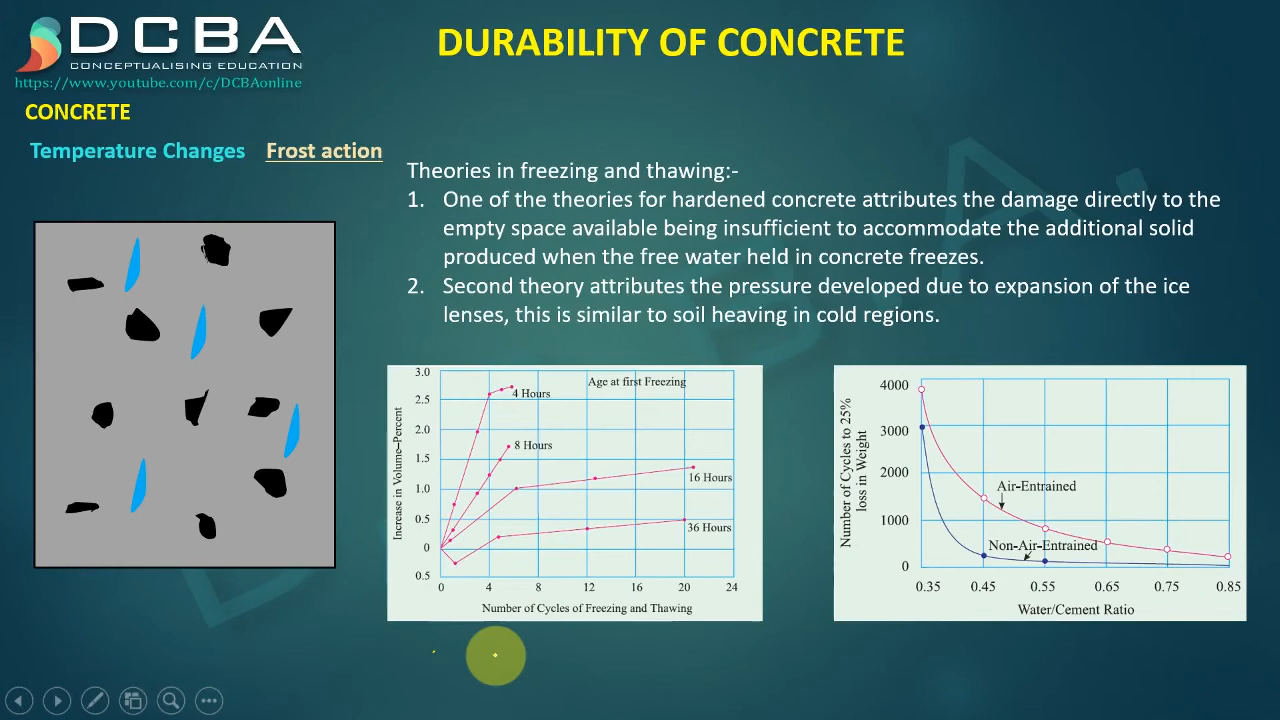 DCBA
CONCEPTUALISING EDUCATION
https://www.youtube.com/c/DCBAonline
DURABILITY OF CONCRETE
CONCRETE
Temperature Changes Frost action
Theories in freezing and thawing:-
1. One of the theories for hardened concrete attributes the damage directly to the
empty space available being insufficient to accommodate the additional solid
produced when the free water held in concrete freezes.
2. Second theory attributes the pressure developed due to expansion of the ice
lenses, this is similar to soil heaving in cold regions.
Increase in Volume–Percent
3.0
2.5
2.0
1.5
1.0
0.5
0
0.5
Age at first Freezing
4 Hours
8 Hours
16 Hours
36 Hours
0 4 8 12 16 20 24
Number of Cycles of Freezing and Thawing
Number of Cycles to 25%
loss in Weight
4000
3000
2000
1000
0
Air-Entrained
Non-Air-Entrained
0.35 0.45 0.55 0.65 0.75 0.85
Water/Cement Ratio